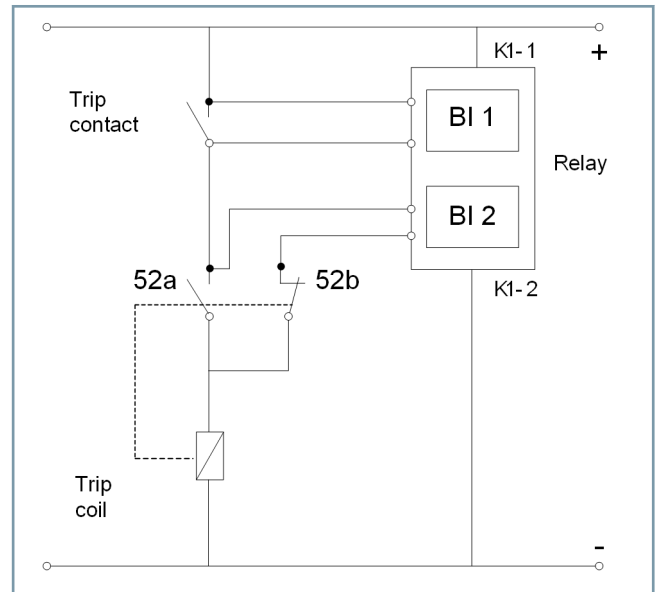 K1-1
+
Trip
contact
BI 1
Relay
BI 2
52a
52b
K1-2
Trip
coil
-